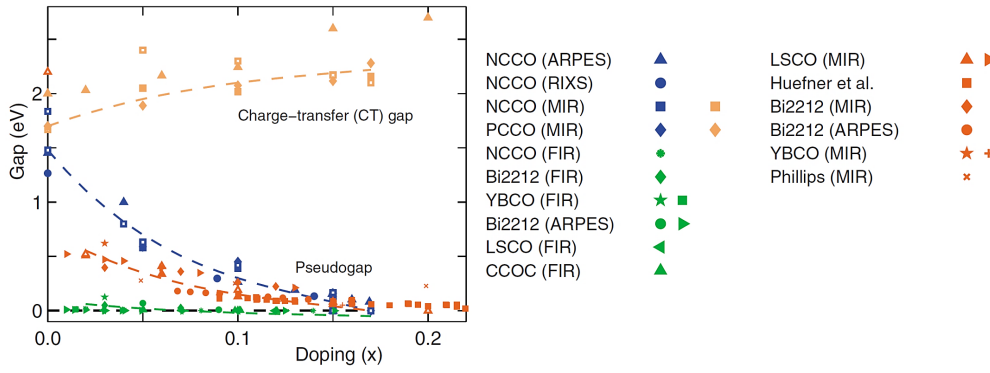 Gap (eV)
2
1
0
0.0
0.1
0.2
Doping (x)
Charge−transfer (CT) gap
Pseudogap
NCCO (ARPES)
NCCO (RIXS)
NCCO (MIR)
PCCO (MIR)
NCCO (FIR)
Bi2212 (FIR)
YBCO (FIR)
Bi2212 (ARPES)
LSCO (FIR)
CCOC (FIR)
LSCO (MIR)
Huefner et al.
Bi2212 (MIR)
Bi2212 (ARPES)
YBCO (MIR)
Phillips (MIR)